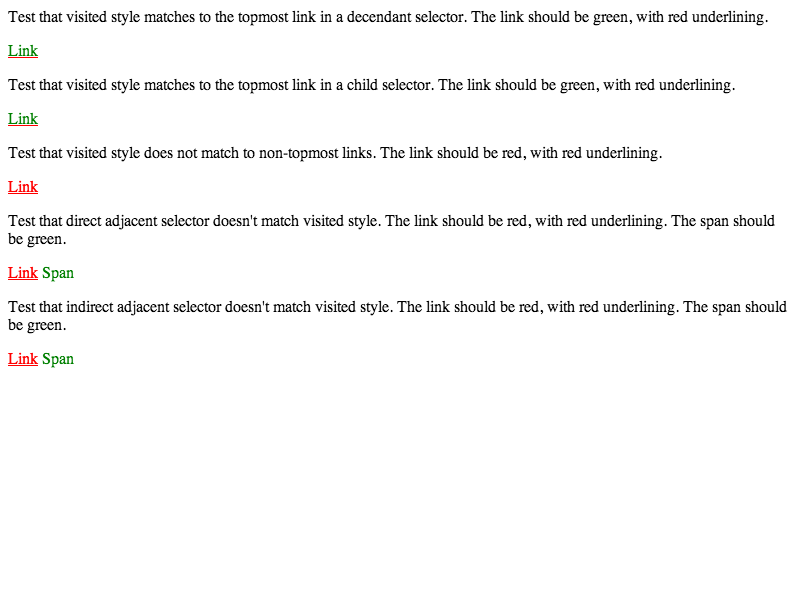 Test that visited style matches to the topmost link in a decendant selector. The link should be green, with red underlining.
Link
Test that visited style matches to the topmost link in a child selector. The link should be green, with red underlining.
Link
Test that visited style does not match to non-topmost links. The link should be red, with red underlining.
Link
Test that direct adjacent selector doesn't match visited style. The link should be red, with red underlining. The span should
be green.
Link Span
Test that indirect adjacent selector doesn't match visited style. The link should be red, with red underlining. The span should
be green.
Link Span